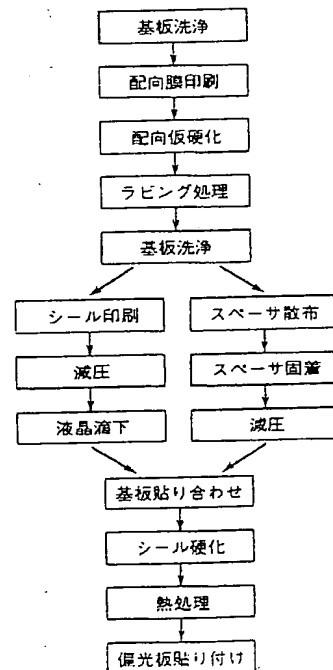 基板洗浄
配向膜印刷
配向仮硬化
ラビング処理
基板洗浄
シール印刷
スペーサ散布
減圧
スペーサ固着
液晶滴下
減圧
基板貼り合わせ
シール硬化
熱処理
偏光板貼り付け